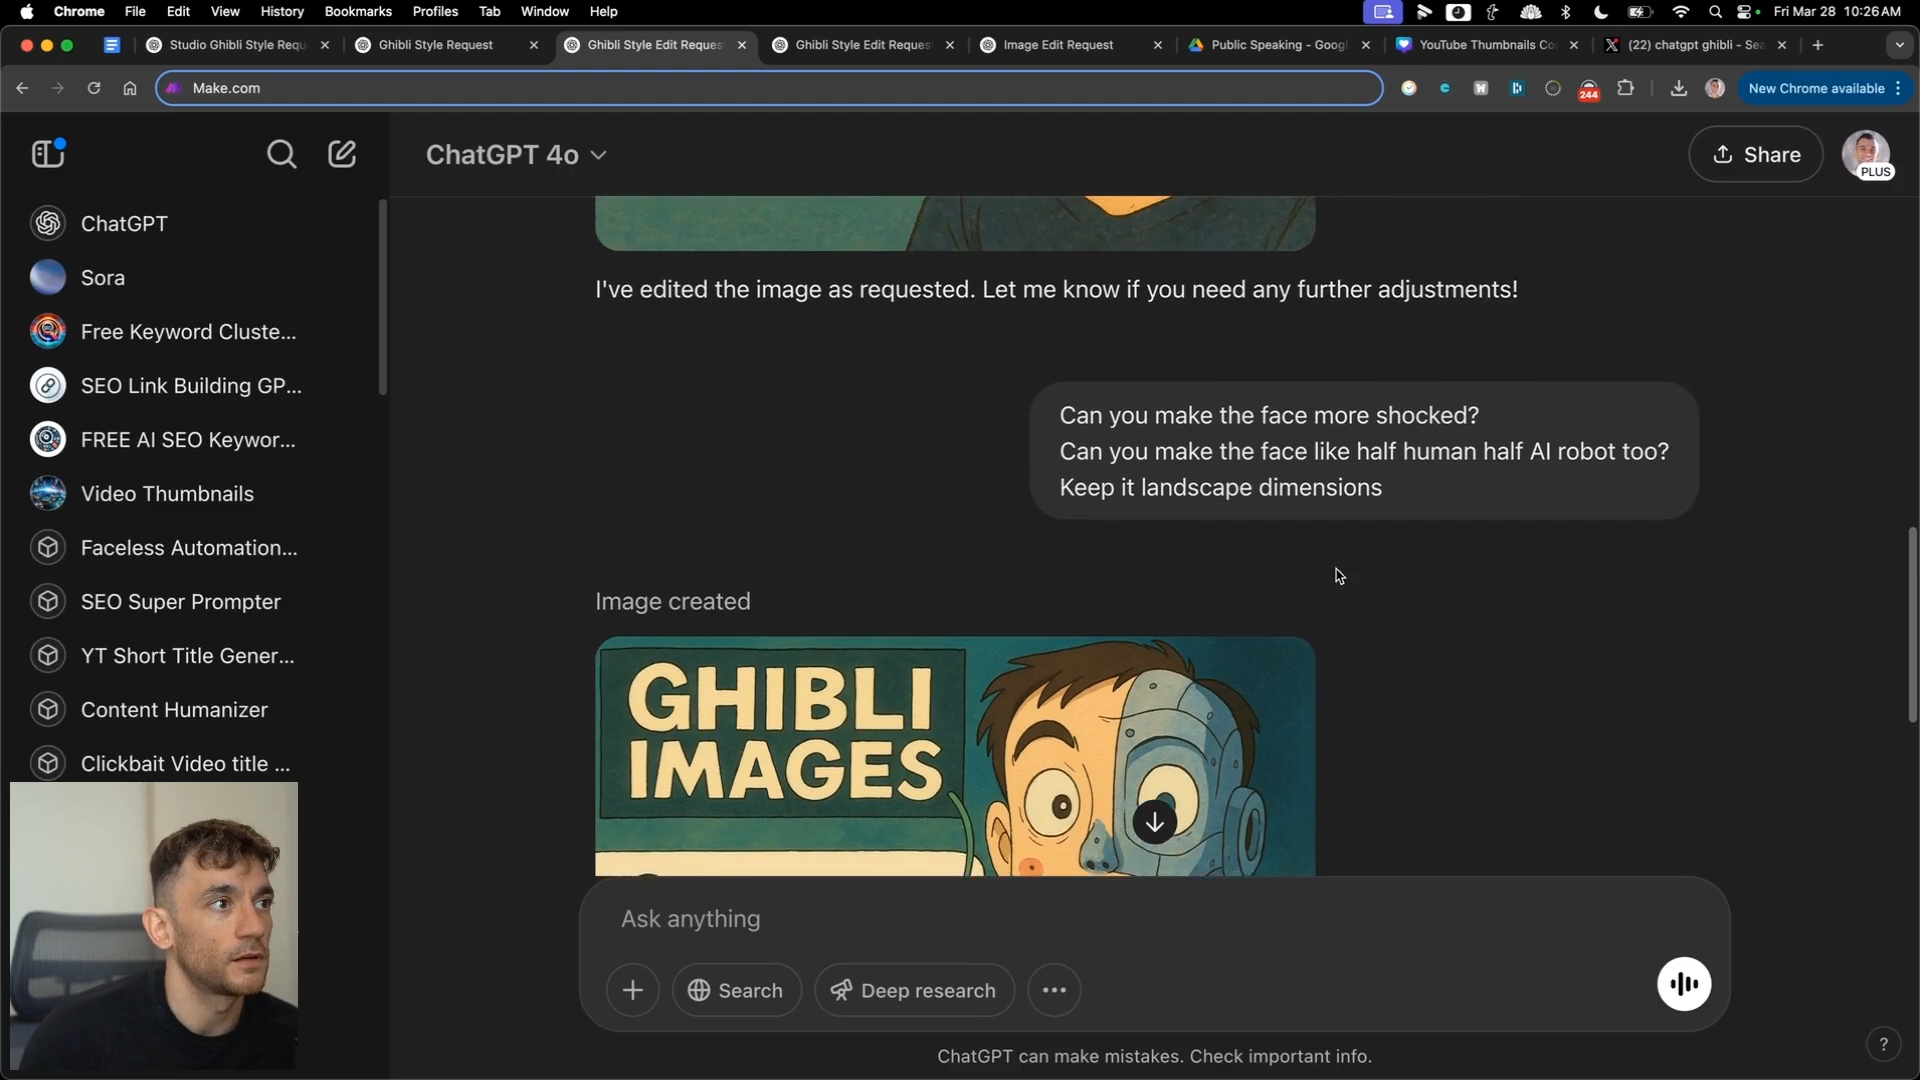 Chrome File Edit View History Bookmarks Profiles Tab Window Help
Fri Mar 28 10:26 AM
Studio Ghibli Style Requ
Ghibli Style Request
Ghibli Style Edit Reques
Ghibli Style Edit Reques
Image Edit Request
Public Speaking - Googl
YouTube Thumbnails Co
(22) chatgpt ghibli - Sea
Make.com
244
New Chrome available
ChatGPT 4o
Share
PLUS
ChatGPT
Sora
Free Keyword Cluste...
SEO Link Building GP...
FREE AI SEO Keywor...
Video Thumbnails
Faceless Automation...
SEO Super Prompter
YT Short Title Gener...
Content Humanizer
Clickbait Video title ...
I've edited the image as requested. Let me know if you need any further adjustments!
Can you make the face more shocked?
Can you make the face like half human half AI robot too?
Keep it landscape dimensions
Image created
GHIBLI
IMAGES
Ask anything
Search
Deep research
ChatGPT can make mistakes. Check important info.
?